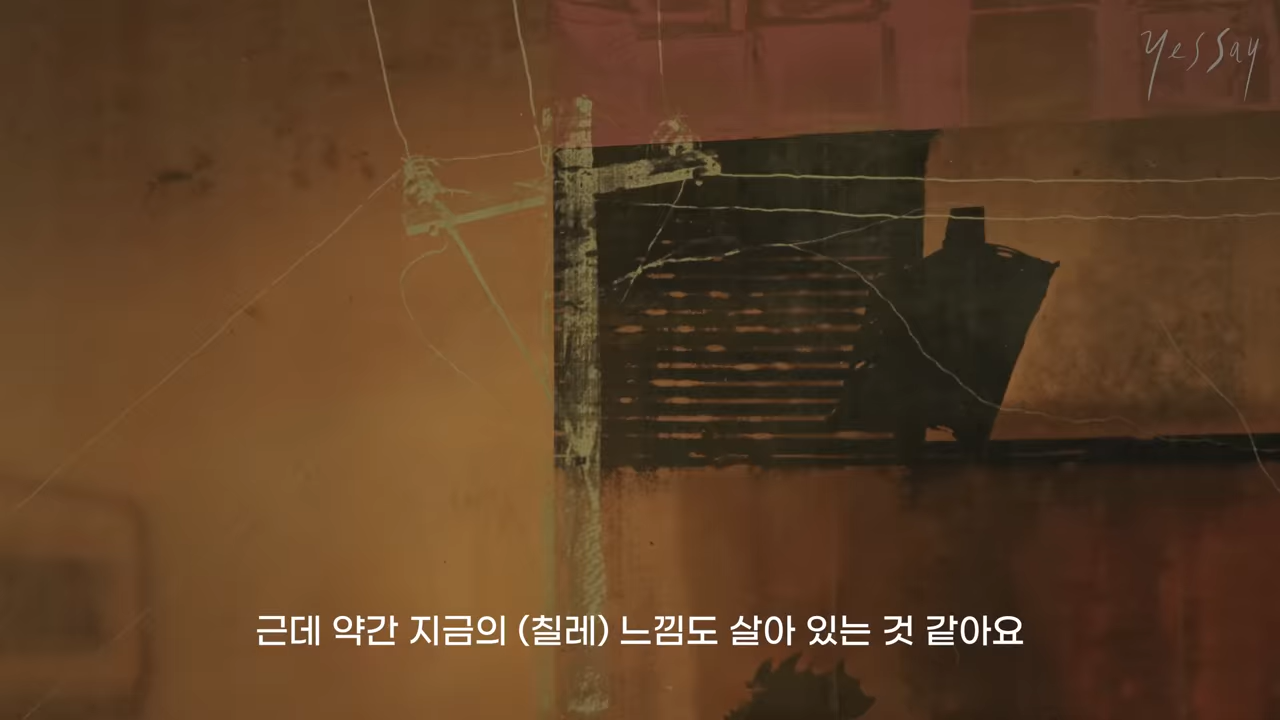 yessay
근데 약간 지금의 (칠레) 느낌도 살아 있는 것 같아요